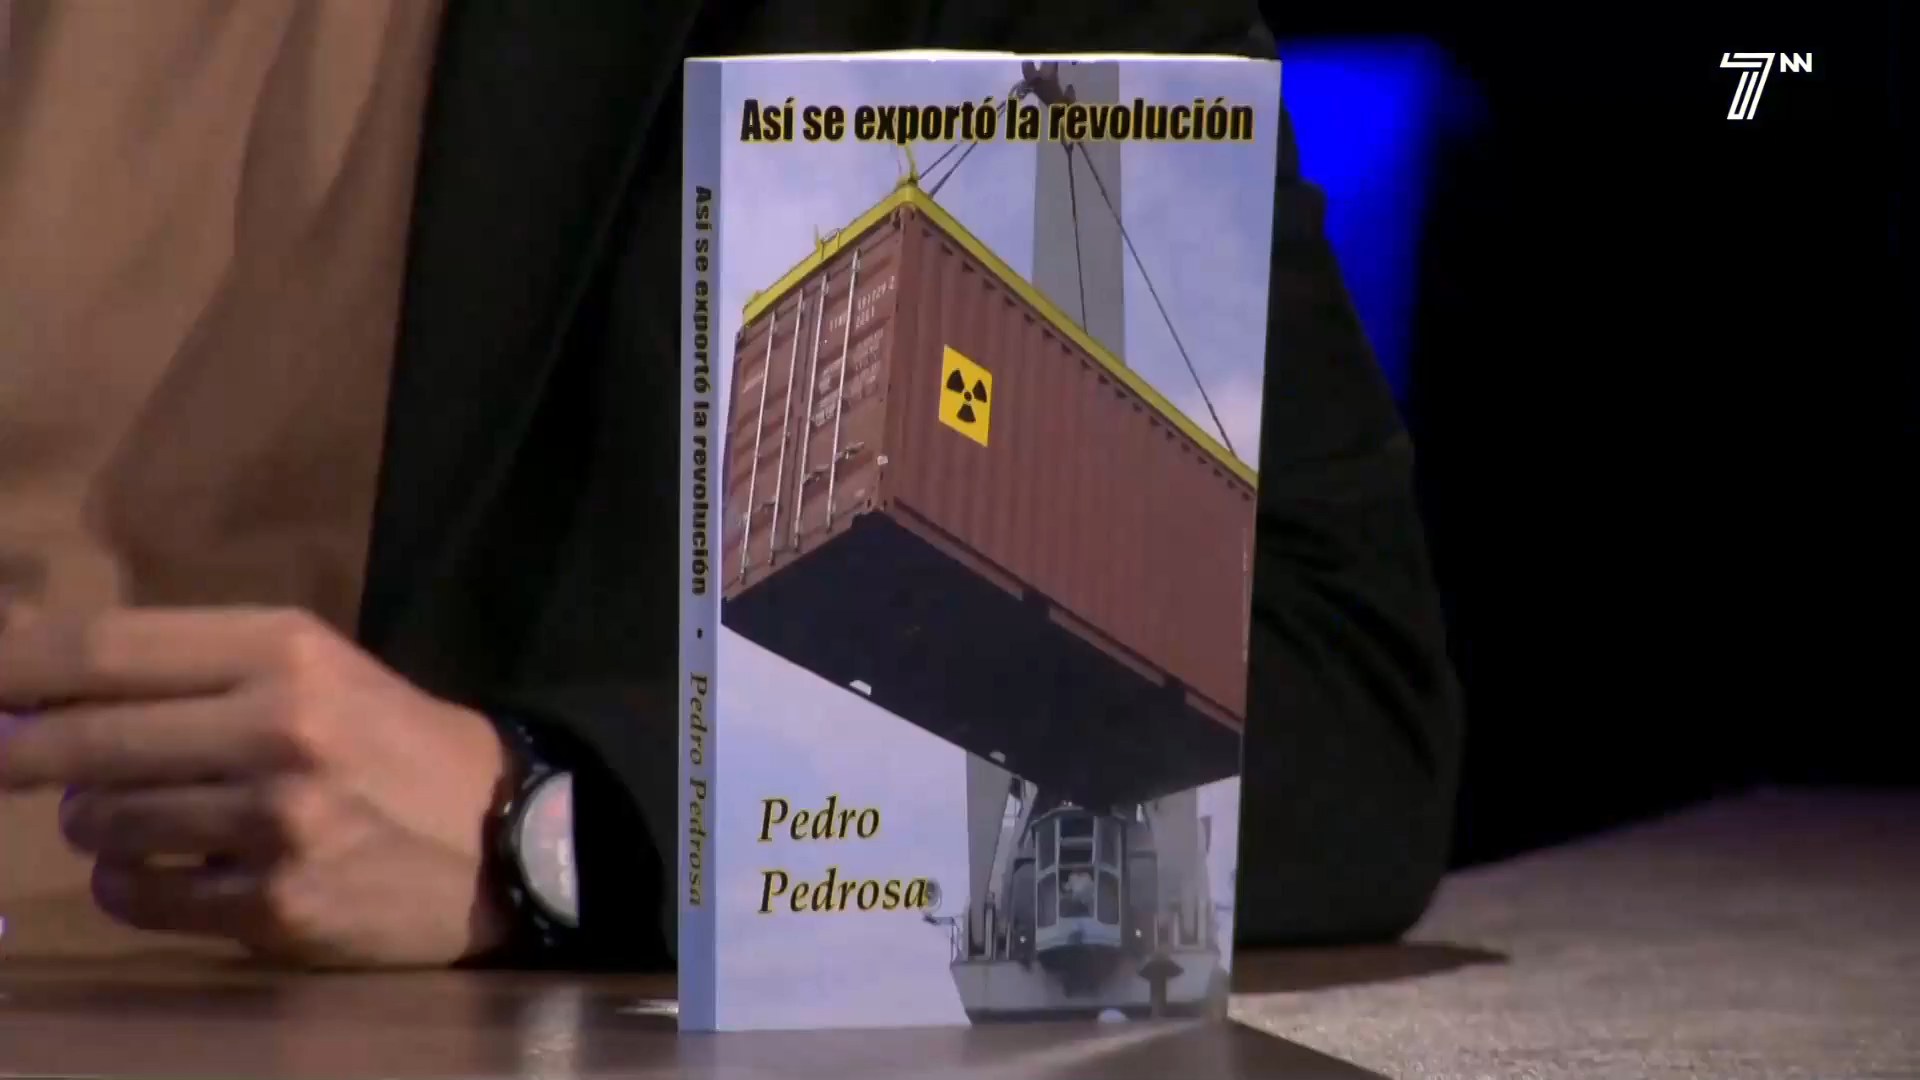 7NN
Así se exportó la revolución
Así se exportó la revolución • Pedro Pedrosa
Pedro
Pedrosa